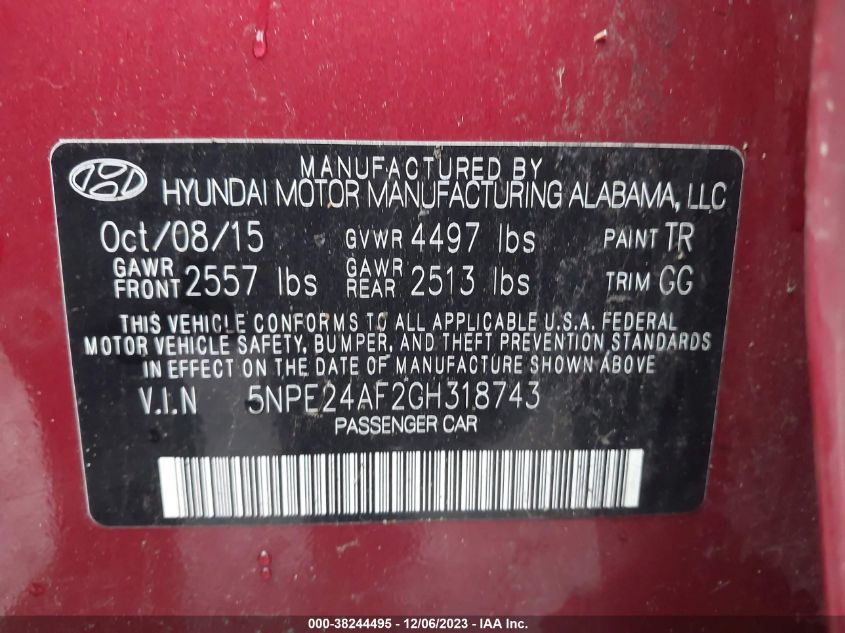 MANUFACTURED BY
HYUNDAI MOTOR MANUFACTURING ALABAMA, LLC
Oct/08/15 GVWR 4497 lbs PAINT TR
GAWR FRONT 2557 lbs GAWR REAR 2513 lbs TRIM GG
THIS VEHICLE CONFORMS TO ALL APPLICABLE U.S.A. FEDERAL
MOTOR VEHICLE SAFETY, BUMPER, AND THEFT PREVENTION STANDARDS
IN EFFECT ON THE DATE OF MANUFACTURE SHOWN ABOVE
V.I.N 5NPE24AF2GH318743
PASSENGER CAR
000-38244495 - 12/06/2023 - IAA Inc.